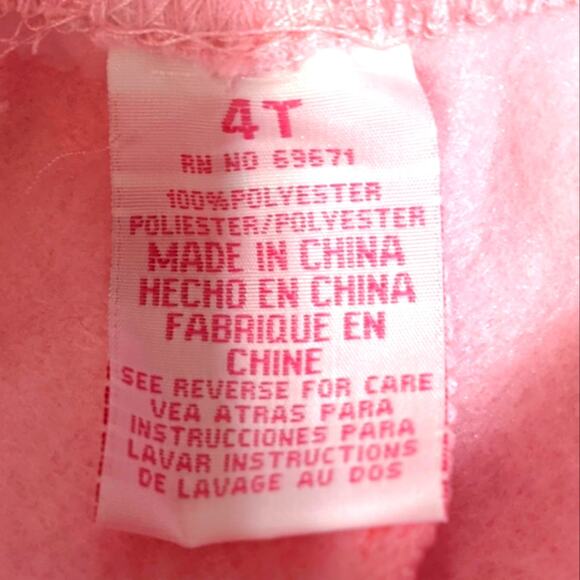 4T
RN NO 69671
100%POLYESTER
POLIESTER/POLYESTER
MADE IN CHINA
HECHO EN CHINA
FABRIQUE EN
CHINE
SEE REVERSE FOR CARE
VEA ATRAS PARA
INSTRUCCIONES PARA
LAVAR INSTRUCTIONS
DE LAVAGE AU DOS